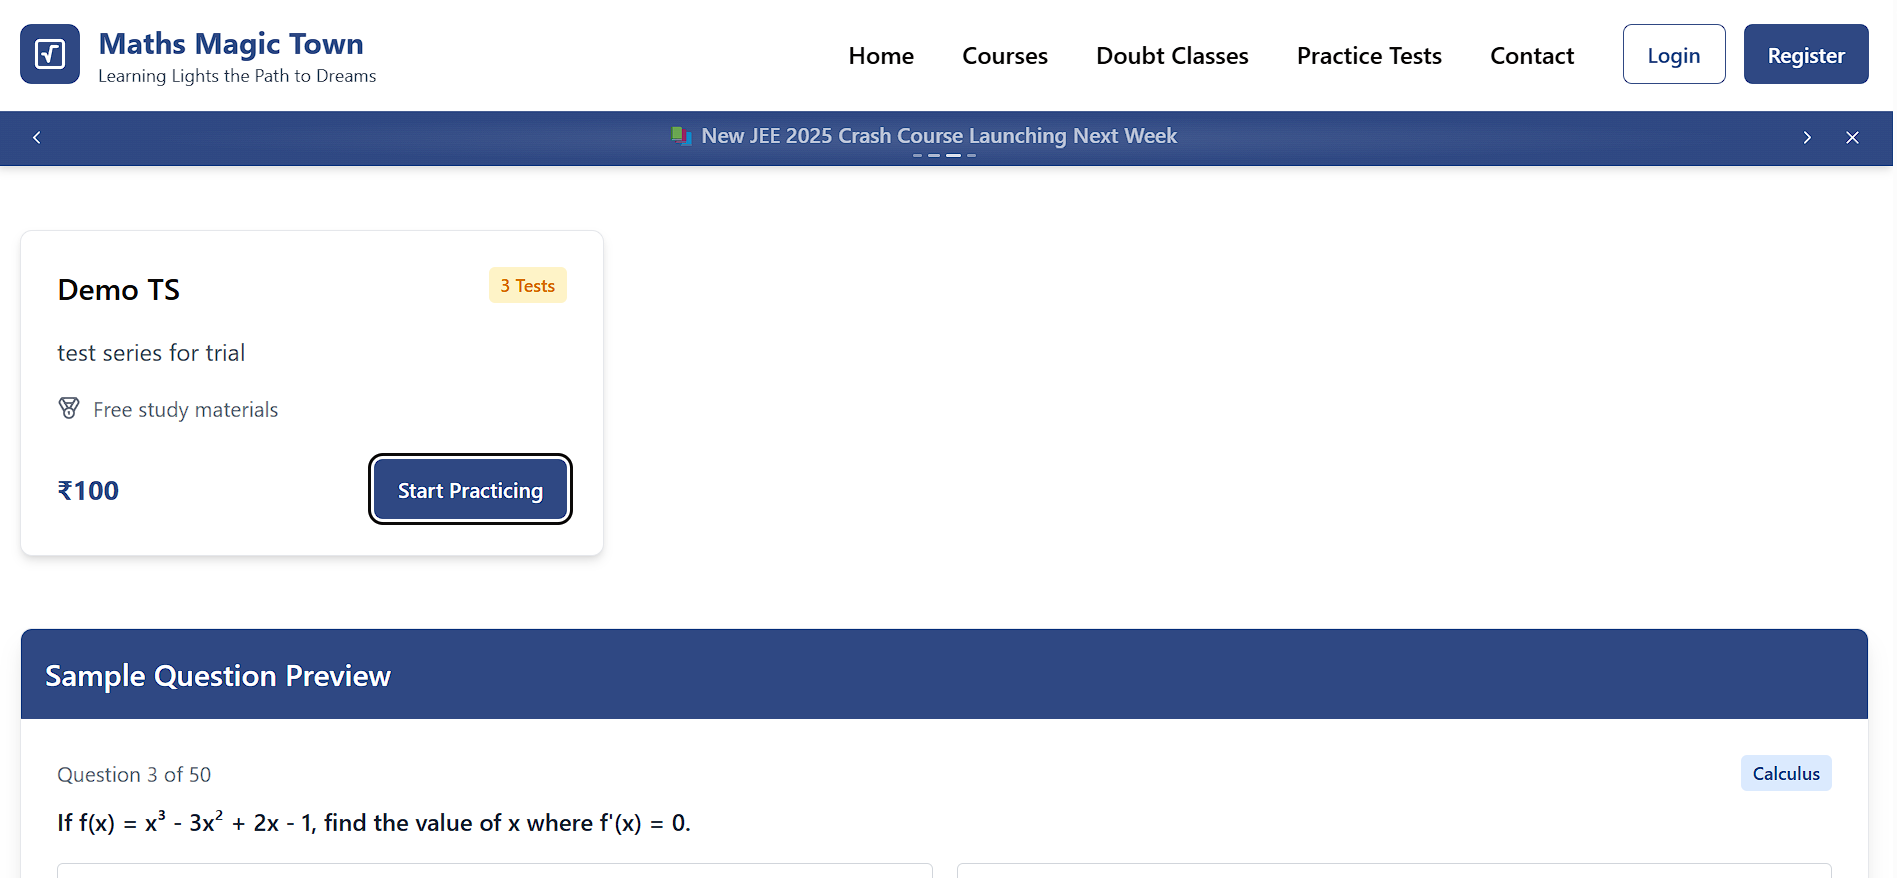 Maths Magic Town
Learning Lights the Path to Dreams
Home
Courses
Doubt Classes
Practice Tests
Contact
Login
Register
New JEE 2025 Crash Course Launching Next Week
Demo TS
3 Tests
test series for trial
Free study materials
₹100
Start Practicing
Sample Question Preview
Question 3 of 50
Calculus
If f(x) = x³ - 3x² + 2x - 1, find the value of x where f'(x) = 0.